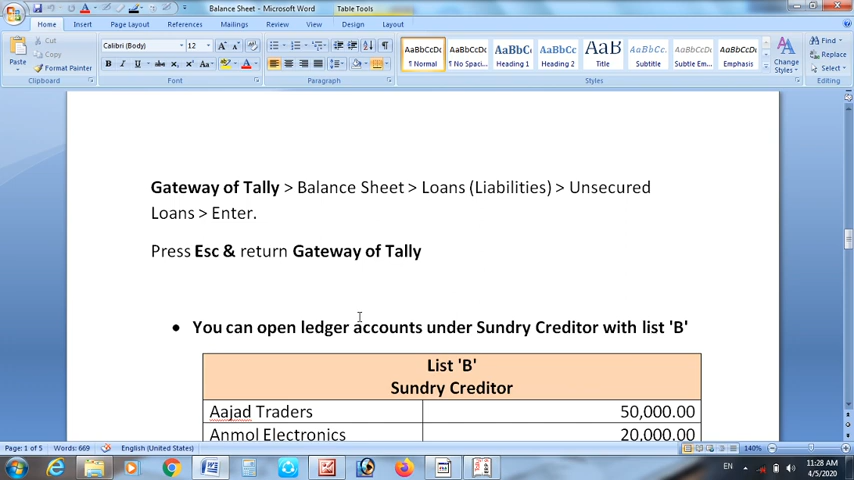 Balance Sheet - Microsoft Word
Table Tools
Home Insert Page Layout References Mailings Review View Design Layout
Cut
Copy
Format Painter
Paste
Clipboard
Calibri (Body) 12
Font
Paragraph
AaBbCcDc AaBbCcDc AaBbC AaBbCc AaB AaBbCc. AaBbCcDc AaBbCcDc
¶ Normal ¶ No Spaci... Heading 1 Heading 2 Title Subtitle Subtle Em... Emphasis
Change
Styles
Styles
Find
Replace
Select
Editing
Gateway of Tally > Balance Sheet > Loans (Liabilities) > Unsecured
Loans > Enter.
Press Esc & return Gateway of Tally
• You can open ledger accounts under Sundry Creditor with list 'B'
List 'B'
Sundry Creditor
Aajad Traders 50,000.00
Anmol Electronics 20,000.00
Page: 1 of 5 Words: 669 English (United States) 140%
EN
11:28 AM
4/5/2020